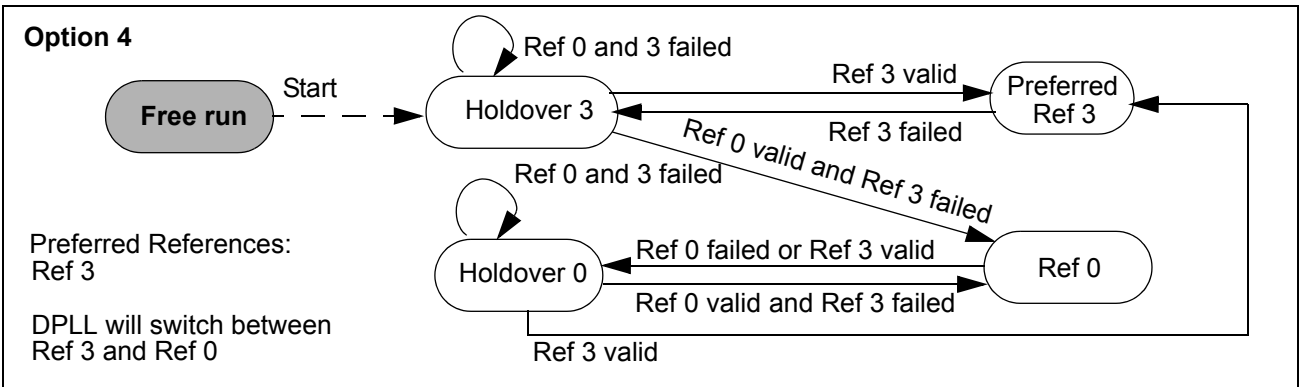 Option 4
Ref 0 and 3 failed
Start
Free run
Holdover 3
Ref 3 valid
Ref 3 failed
Preferred
Ref 3
Ref 0 valid and Ref 3 failed
Ref 0 and 3 failed
Preferred References:
Ref 3
Holdover 0
Ref 0 failed or Ref 3 valid
Ref 0 valid and Ref 3 failed
Ref 0
DPLL will switch between
Ref 3 and Ref 0
Ref 3 valid